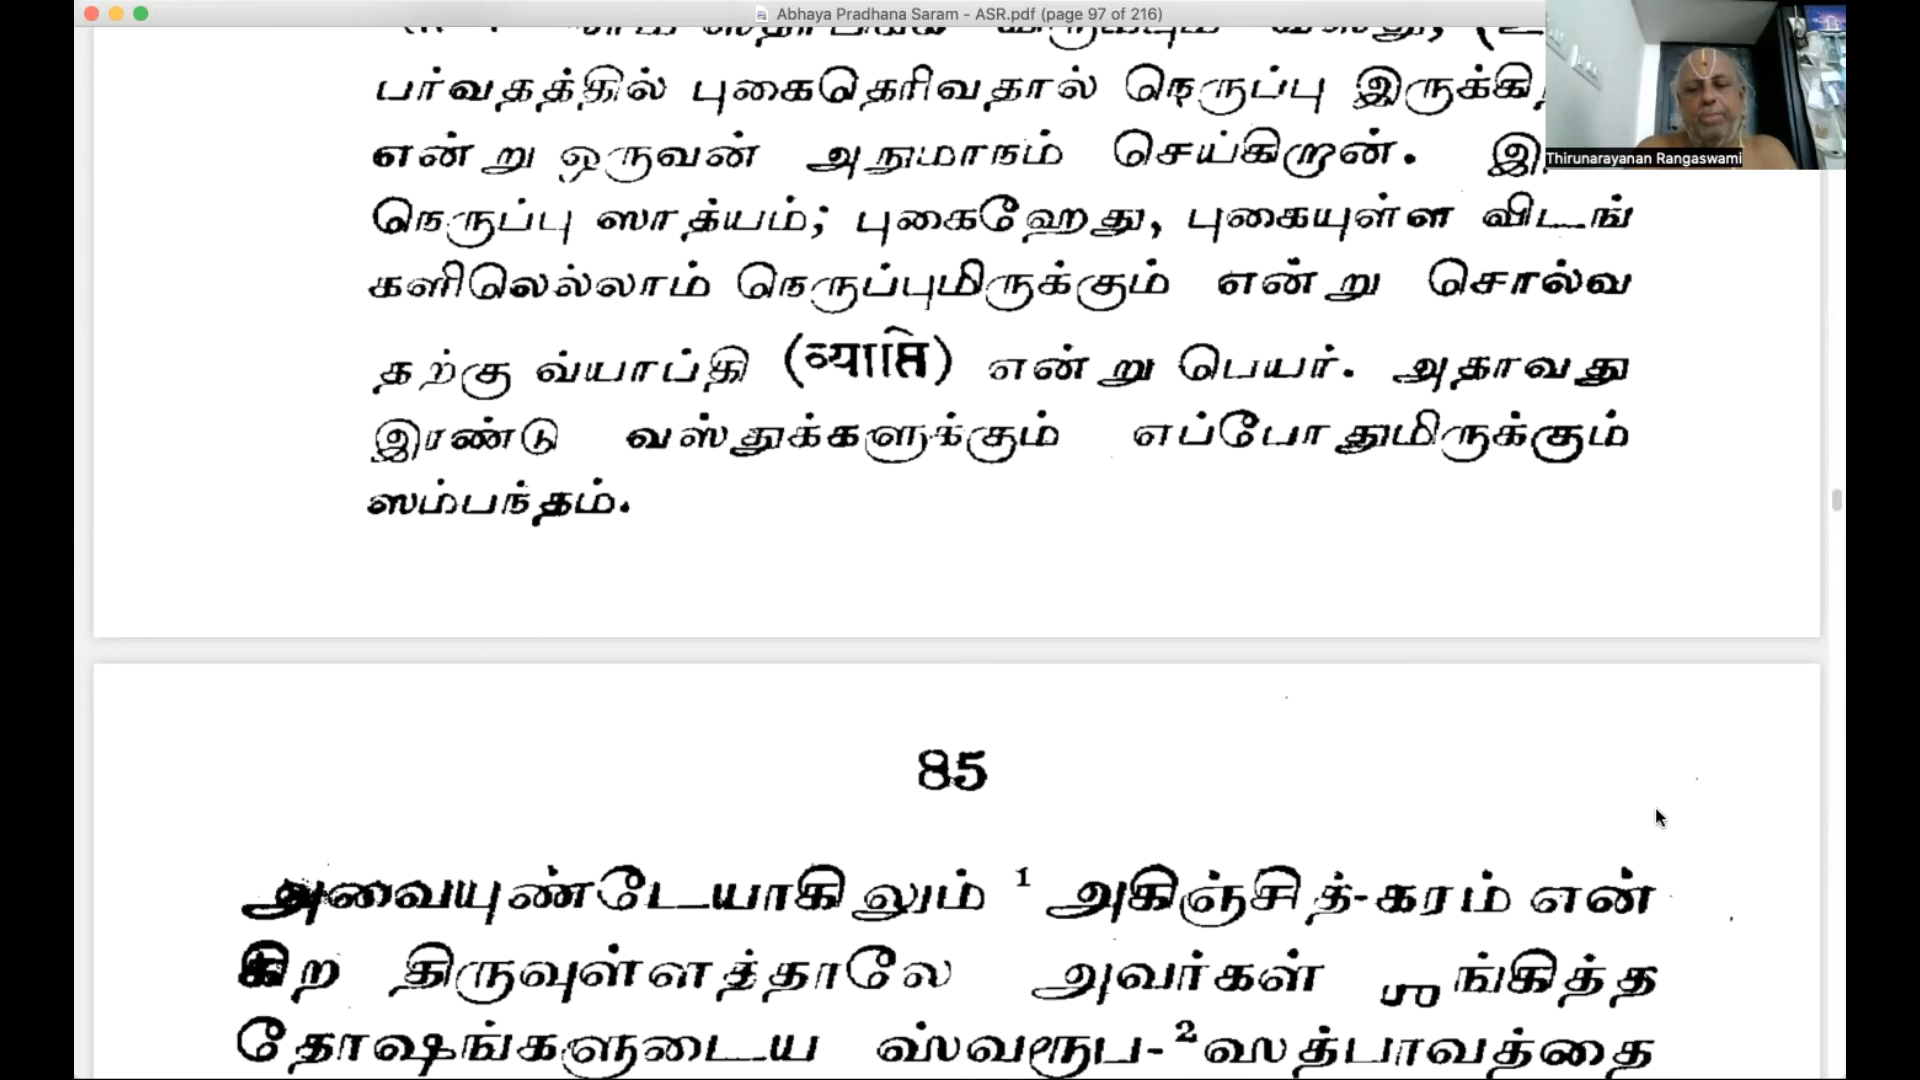 Abhaya Pradhana Saram - ASR.pdf (page 97 of 216)
Thirunarayanan Rangaswami
பர்வதத்தில் புகைதெரிவதால் நெருப்பு இருக்கி
என்று ஒருவன் அநுமாநம் செய்கிறான். இ
நெருப்பு ஸாத்யம்; புகைஹேது, புகையுள்ள விடங்
களிலெல்லாம் நெருப்புமிருக்கும் என்று சொல்வ
தற்கு வ்யாப்தி (व्याप्ति) என்று பெயர். அதாவது
இரண்டு வஸ்துக்களுக்கும் எப்போதுமிருக்கும்
ஸம்பந்தம்.
85
அவையுண்டேயாகிலும் 1 அகிஞ்சித்-கரம் என்
கிற திருவுள்ளத்தாலே அவர்கள் ஶங்கித்த
தோஷங்களுடைய ஸ்வரூப-2ஸத்பாவத்தை